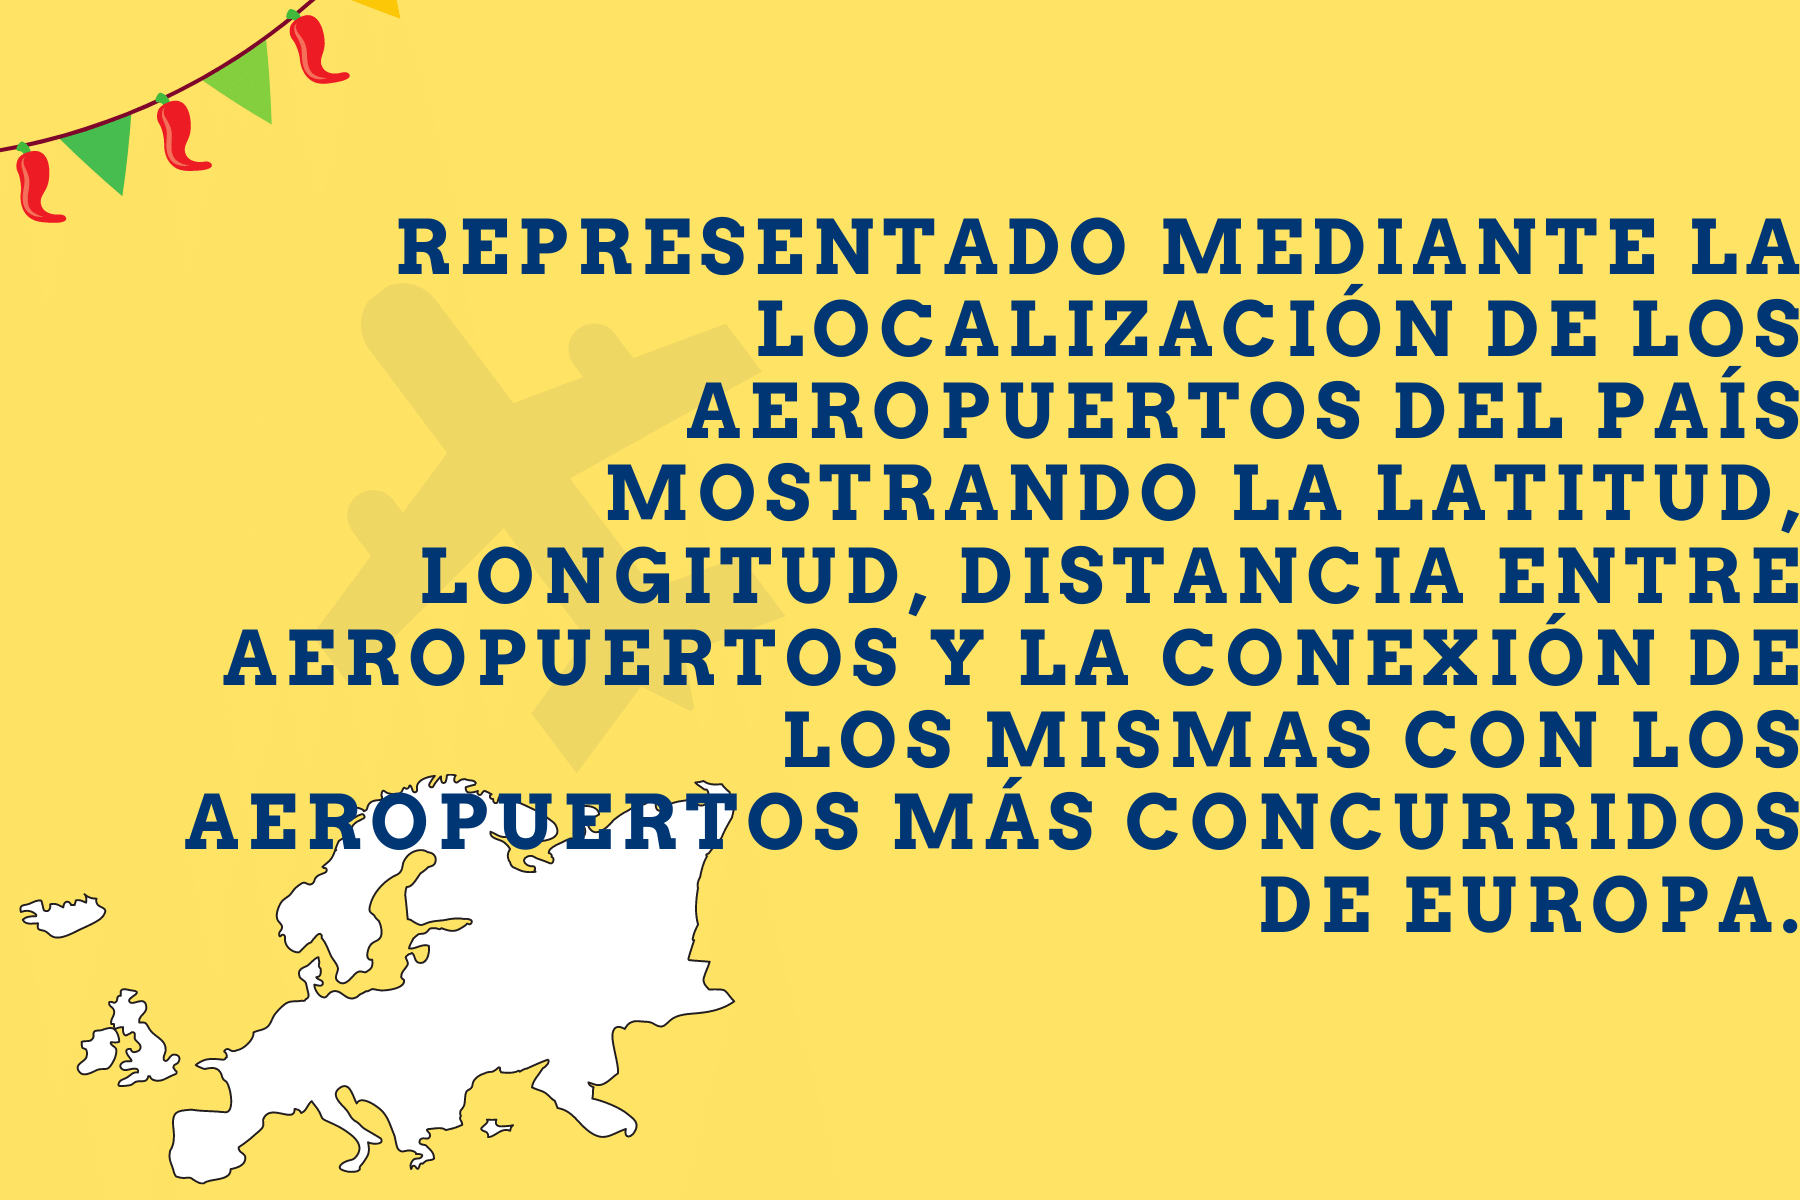 REPRESENTADO MEDIANTE LA
LOCALIZACIÓN DE LOS
AEROPUERTOS DEL PAÍS
MOSTRANDO LA LATITUD,
LONGITUD, DISTANCIA ENTRE
AEROPUERTOS Y LA CONEXIÓN DE
LOS MISMAS CON LOS
AEROPUERTOS MÁS CONCURRIDOS
DE EUROPA.